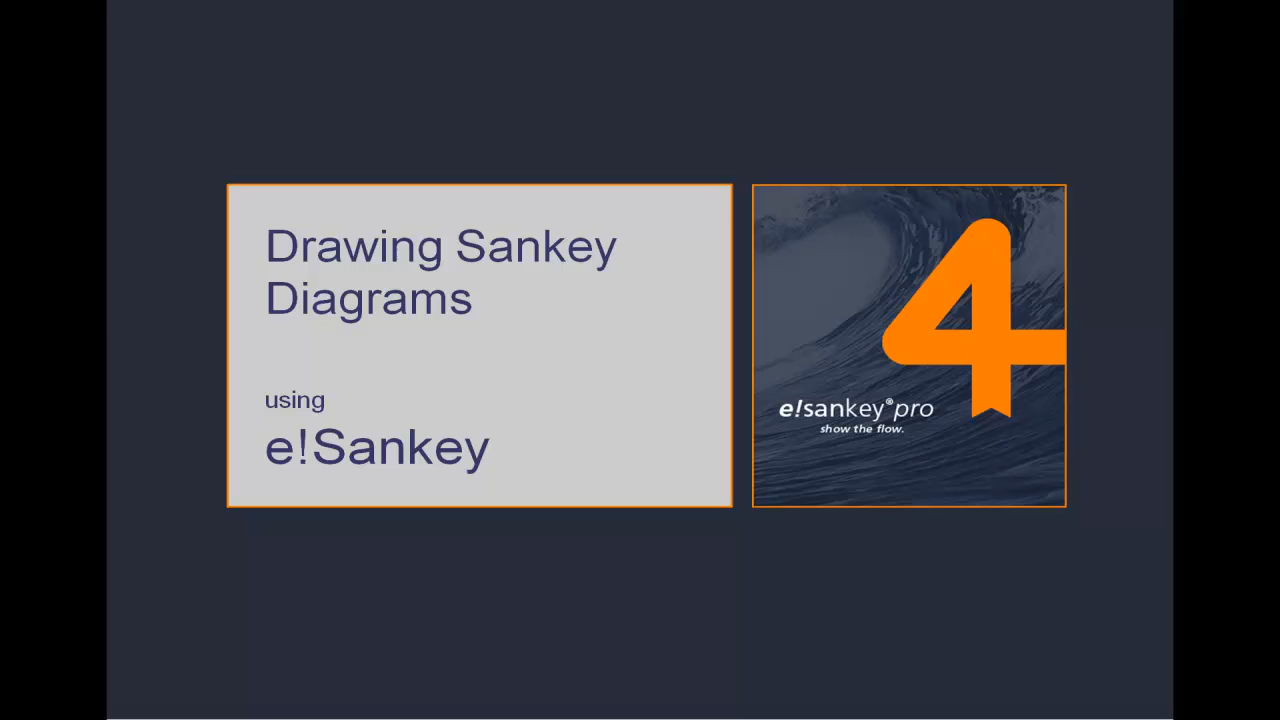 Drawing Sankey
Diagrams
using
e!Sankey
4
e!sankey®pro
show the flow.